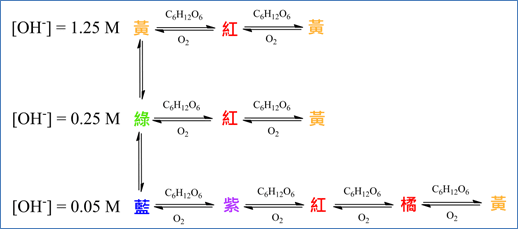 C₆H₁₂O₆ C₆H₁₂O₆
[OH⁻] = 1.25 M 黃 紅 黃
O₂ O₂
C₆H₁₂O₆ C₆H₁₂O₆
[OH⁻] = 0.25 M 綠 紅 黃
O₂ O₂
C₆H₁₂O₆ C₆H₁₂O₆ C₆H₁₂O₆ C₆H₁₂O₆
[OH⁻] = 0.05 M 藍 紫 紅 橘 黃
O₂ O₂ O₂ O₂